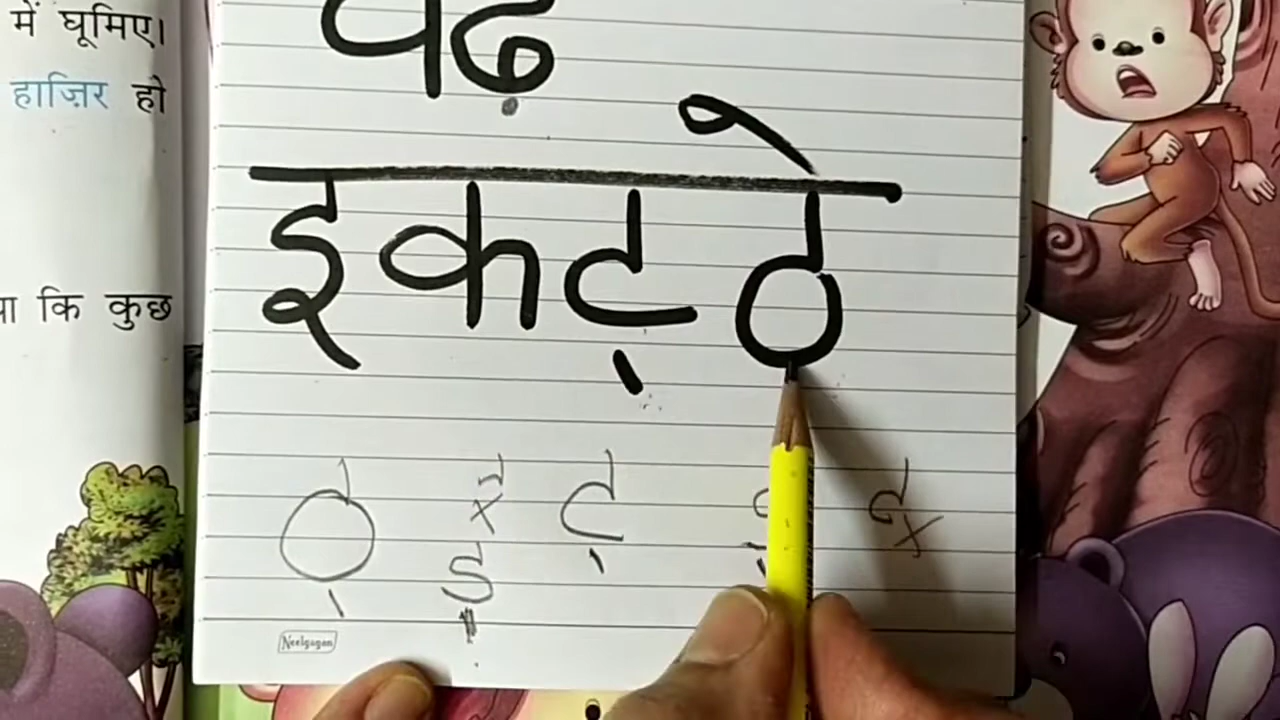 में घूमिए।
हाज़िर हो
कि कुछ
पढ़
इकट्ठे
ठ् द x ट् द x
ड्
Neelgagan